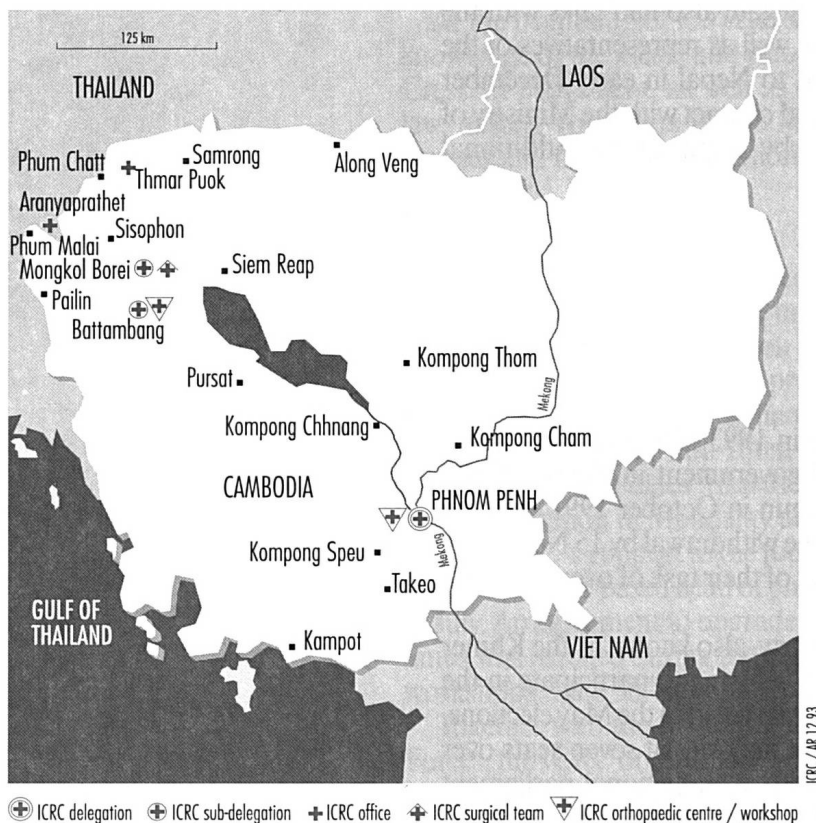 125 km
THAILAND
LAOS
Phum Chatt
Thmar Puok
Samrong
Along Veng
Aranyaprathet
Phum Malai
Sisophon
Mongkol Borei
Siem Reap
Pailin
Battambang
Kompong Thom
Pursat
Mekong
Kompong Chhnang
Kompong Cham
CAMBODIA
PHNOM PENH
Kompong Speu
Mekong
Takeo
GULF OF
THAILAND
Kampot
VIET NAM
ICRC / AR 12.93
ICRC delegation ICRC sub-delegation ICRC office ICRC surgical team ICRC orthopaedic centre / workshop